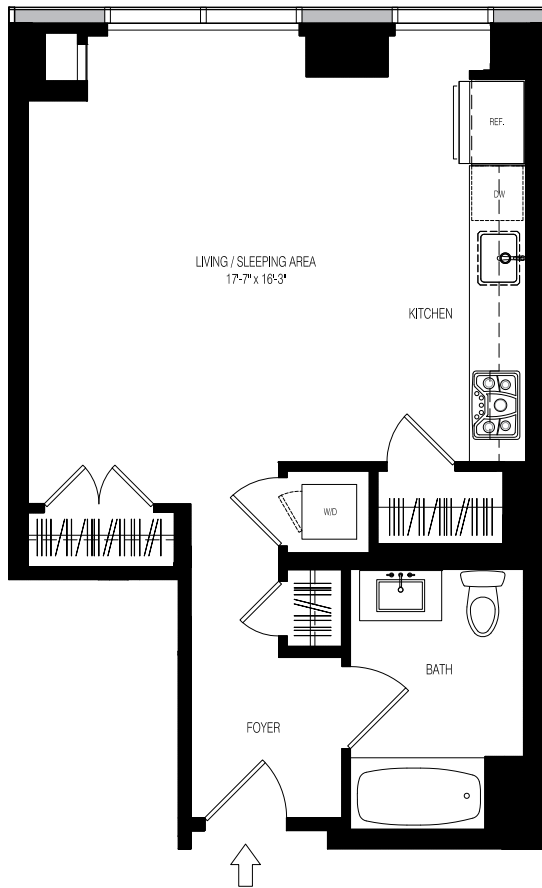 REF.
DW
LIVING / SLEEPING AREA
17'-7" x 16'-3"
KITCHEN
W/D
BATH
FOYER